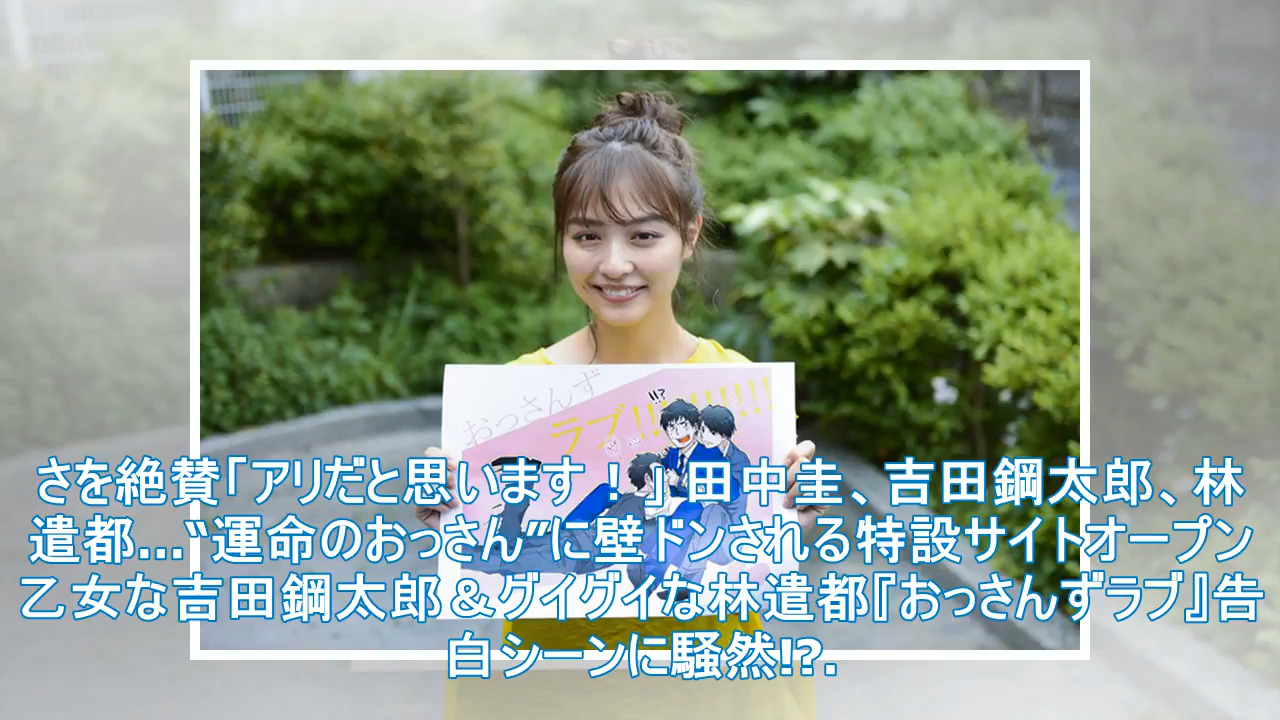 おっさんず
ラブ!!!!!!!!
!!?
さを絶賛「アリだと思います！」 田中圭、吉田鋼太郎、林
遣都...“運命のおっさん”に壁ドンされる特設サイトオープン
乙女な吉田鋼太郎＆グイグイな林遣都『おっさんずラブ』告
白シーンに騒然!?.